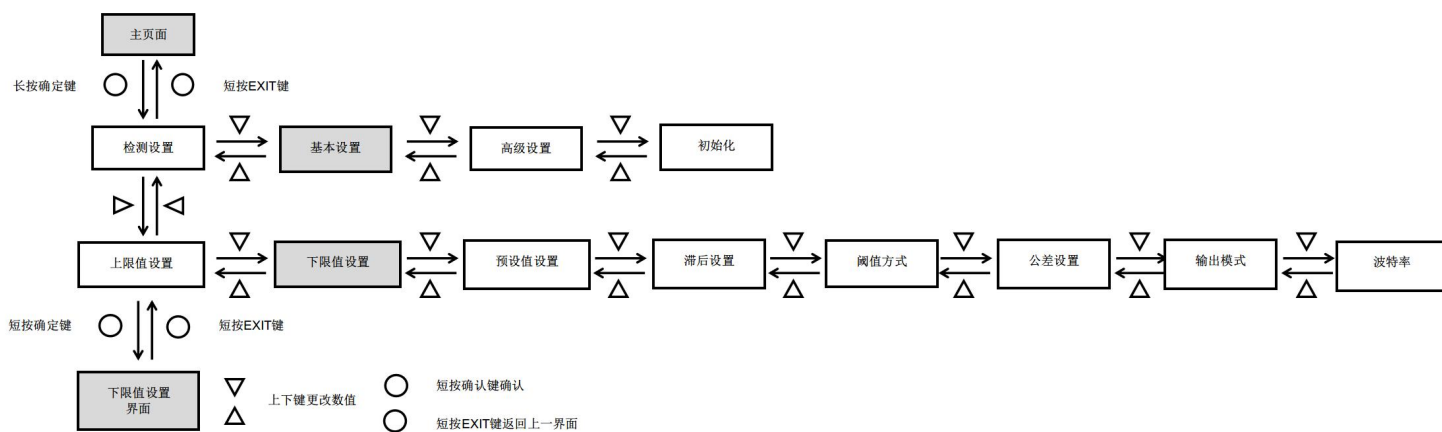 主页面
长按确定键
短按EXIT键
检测设置
基本设置
高级设置
初始化
上限值设置
下限值设置
预设值设置
滞后设置
阈值方式
公差设置
输出模式
波特率
短按确定键
短按EXIT键
下限值设置
界面
上下键更改数值
短按确认键确认
短按EXIT键返回上一界面